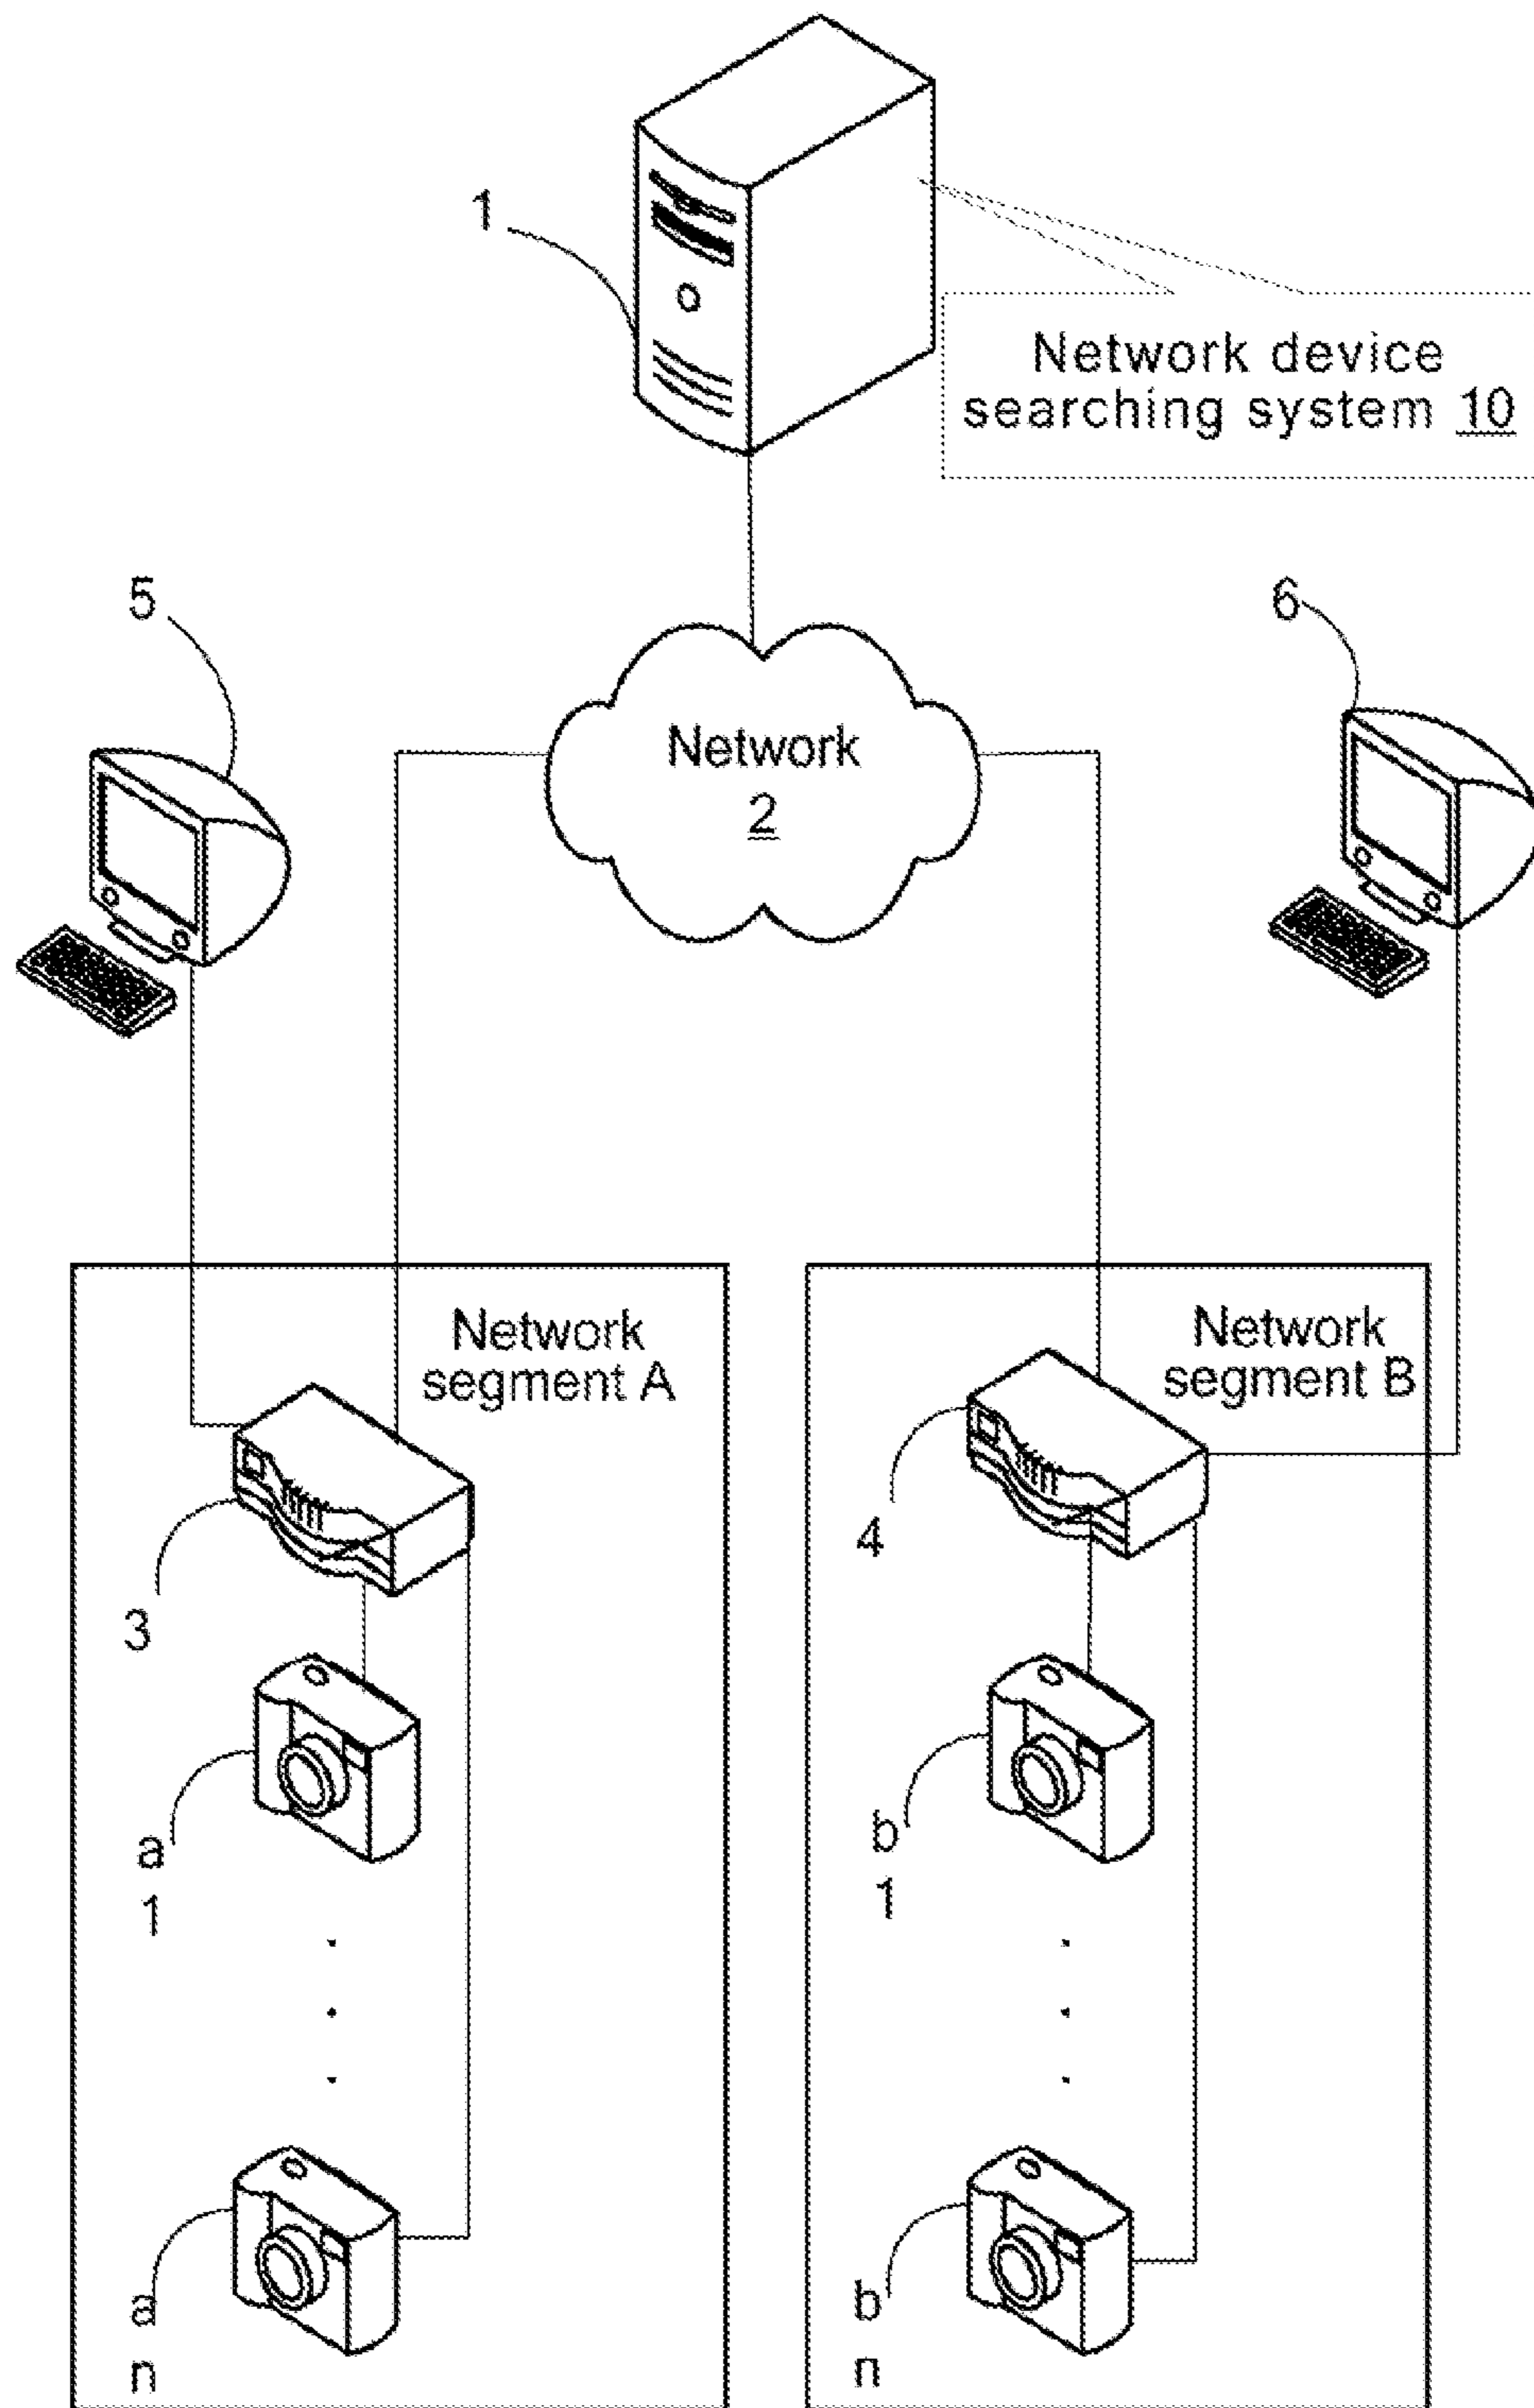 1
Network device
searching system 10
5
6
Network
2
Network
segment A
Network
segment B
3
4
a
1
b
1
a
n
b
n